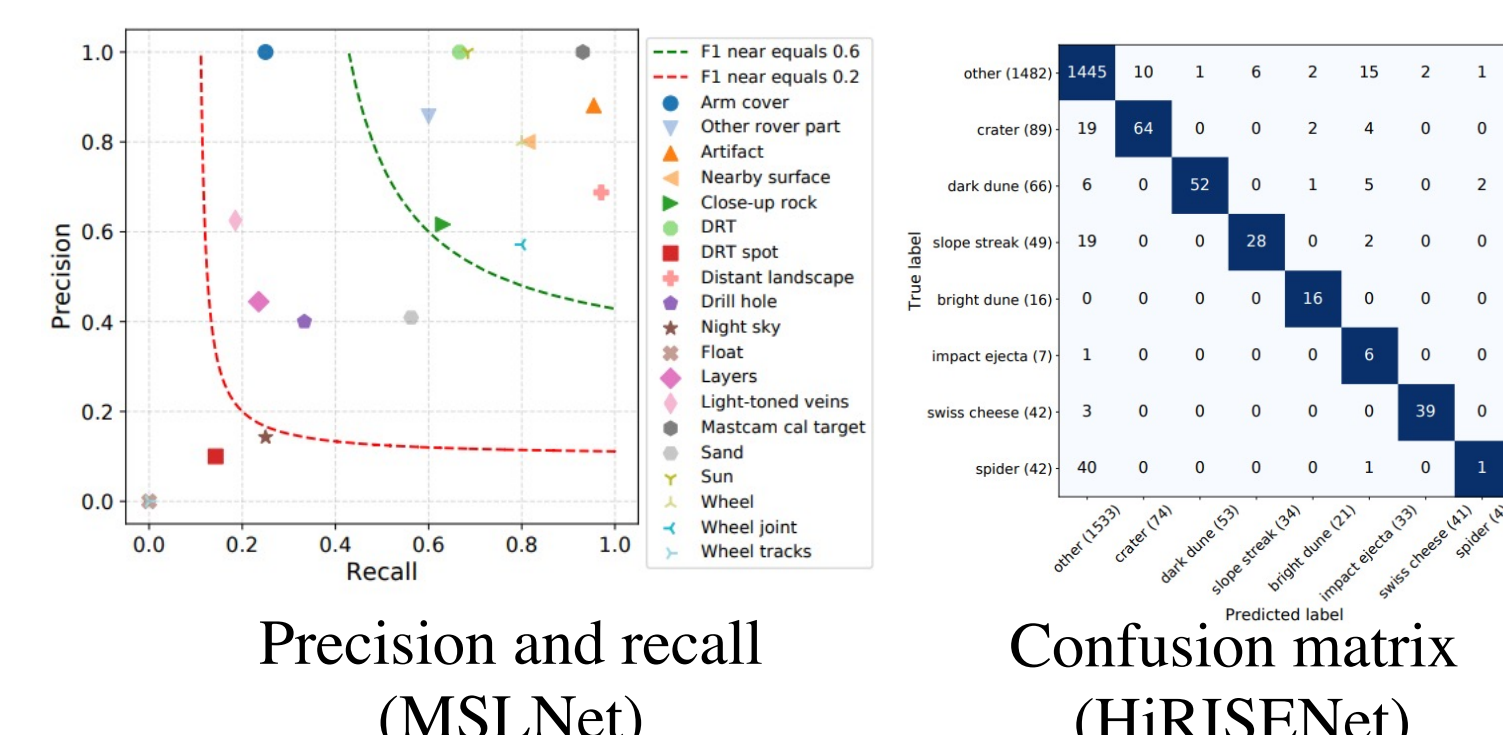 1.0
0.8
0.6
0.4
0.2
0.0
Precision
0.0 0.2 0.4 0.6 0.8 1.0
Recall
F1 near equals 0.6
F1 near equals 0.2
Arm cover
Other rover part
Artifact
Nearby surface
Close-up rock
DRT
DRT spot
Distant landscape
Drill hole
Night sky
Float
Layers
Light-toned veins
Mastcam cal target
Sand
Sun
Wheel
Wheel joint
Wheel tracks
Precision and recall
(MSLNet)
True label
other (1482) 1445 10 1 6 2 15 2 1
crater (89) 19 64 0 0 2 4 0 0
dark dune (66) 6 0 52 0 1 5 0 2
slope streak (49) 19 0 0 28 0 2 0 0
bright dune (16) 0 0 0 0 16 0 0 0
impact ejecta (7) 1 0 0 0 0 6 0 0
swiss cheese (42) 3 0 0 0 0 0 39 0
spider (42) 40 0 0 0 0 1 0 1
other (1533)
crater (74)
dark dune (53)
slope streak (34)
bright dune (21)
impact ejecta (33)
swiss cheese (41)
spider (4
Predicted label
Confusion matrix
(HiRISENet)